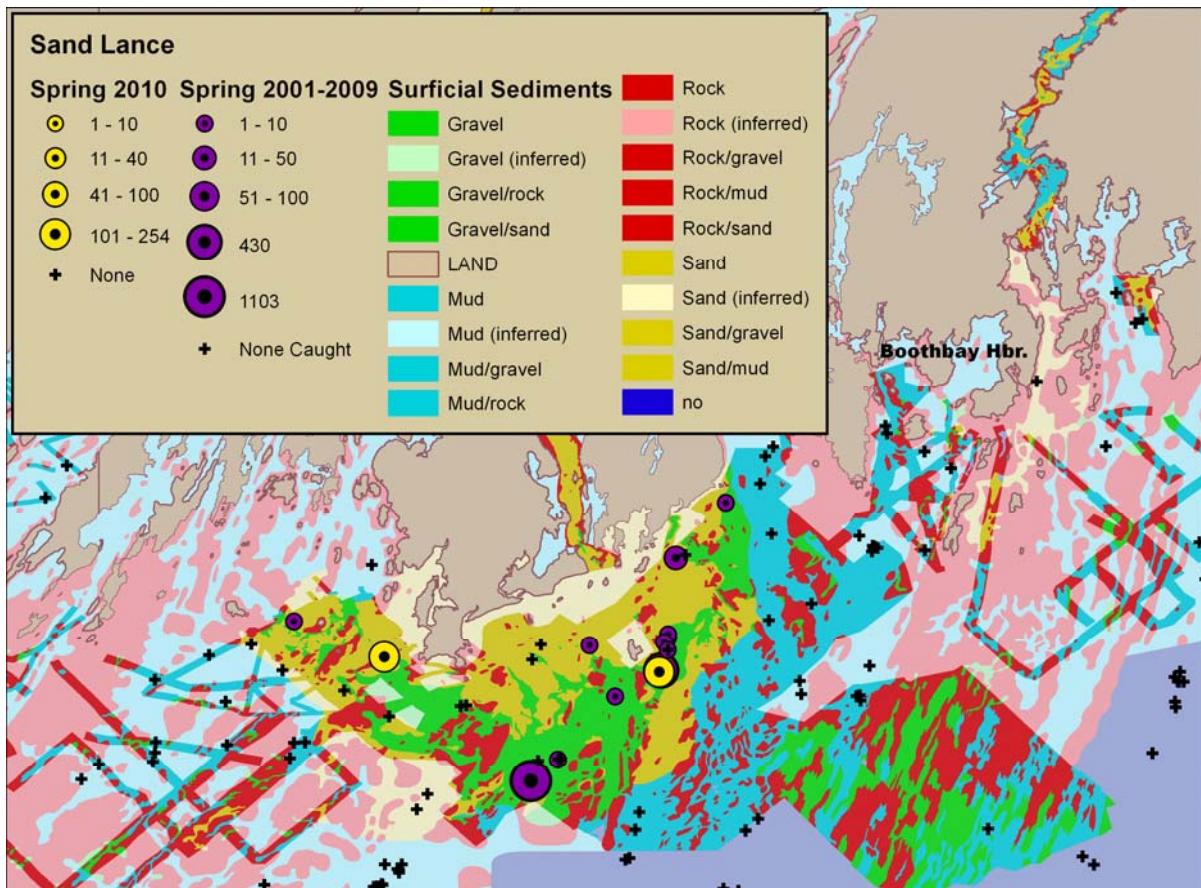 Sand Lance
Spring 2010
1 - 10
11 - 40
41 - 100
101 - 254
None
Spring 2001-2009
1 - 10
11 - 50
51 - 100
430
1103
None Caught
Surficial Sediments
Gravel
Gravel (inferred)
Gravel/rock
Gravel/sand
LAND
Mud
Mud (inferred)
Mud/gravel
Mud/rock
Rock
Rock (inferred)
Rock/gravel
Rock/mud
Rock/sand
Sand
Sand (inferred)
Sand/gravel
Sand/mud
no
Boothbay Hbr.